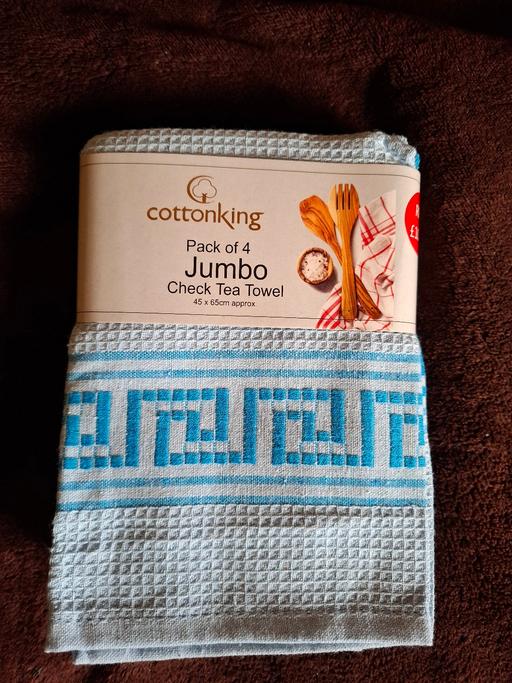 cottonking
Pack of 4
Jumbo
Check Tea Towel
45 x 65cm approx